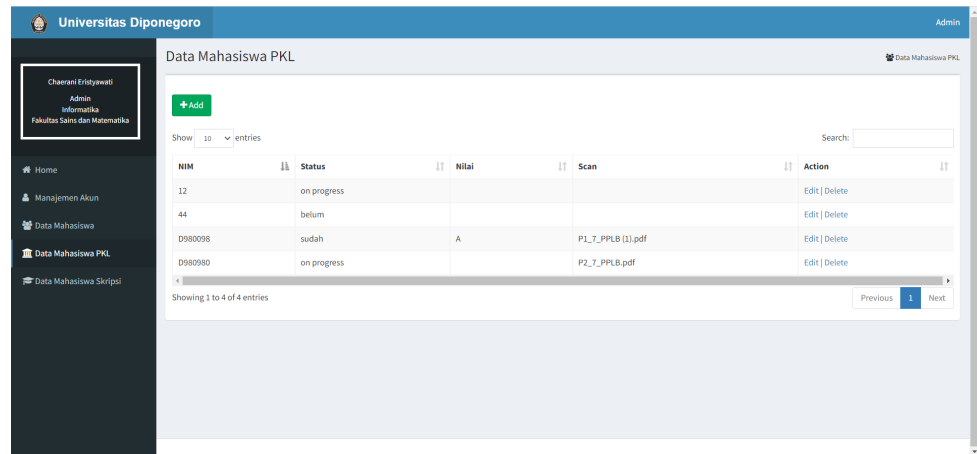 Universitas Diponegoro
Admin
Chaerani Eristyawati
Admin
Informatika
Fakultas Sains dan Matematika
Home
Manajemen Akun
Data Mahasiswa
Data Mahasiswa PKL
Data Mahasiswa Skripsi
Data Mahasiswa PKL
Data Mahasiswa PKL
Add
Show 10 entries
Search:
NIM Status Nilai Scan Action
12 on progress Edit | Delete
44 belum Edit | Delete
D980098 sudah A P1_7_PPLB (1).pdf Edit | Delete
D980980 on progress P2_7_PPLB.pdf Edit | Delete
Showing 1 to 4 of 4 entries
Previous 1 Next